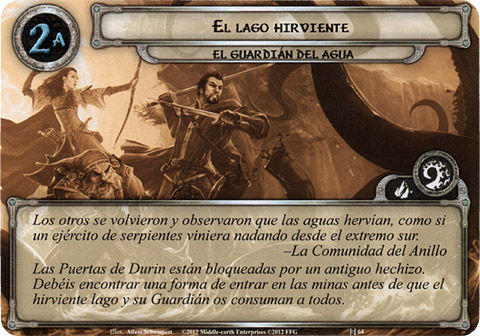 2A
El lago hirviente
El guardián del agua
Los otros se volvieron y observaron que las aguas hervían, como si
un ejército de serpientes viniera nadando desde el extremo sur.
–La Comunidad del Anillo
Las Puertas de Durin están bloqueadas por un antiguo hechizo.
Debéis encontrar una forma de entrar en las minas antes de que el
hirviente lago y su Guardián os consuman a todos.
Illus. Adam Schumpert ©2012 Middle-earth Enterprises ©2012 FFG 64